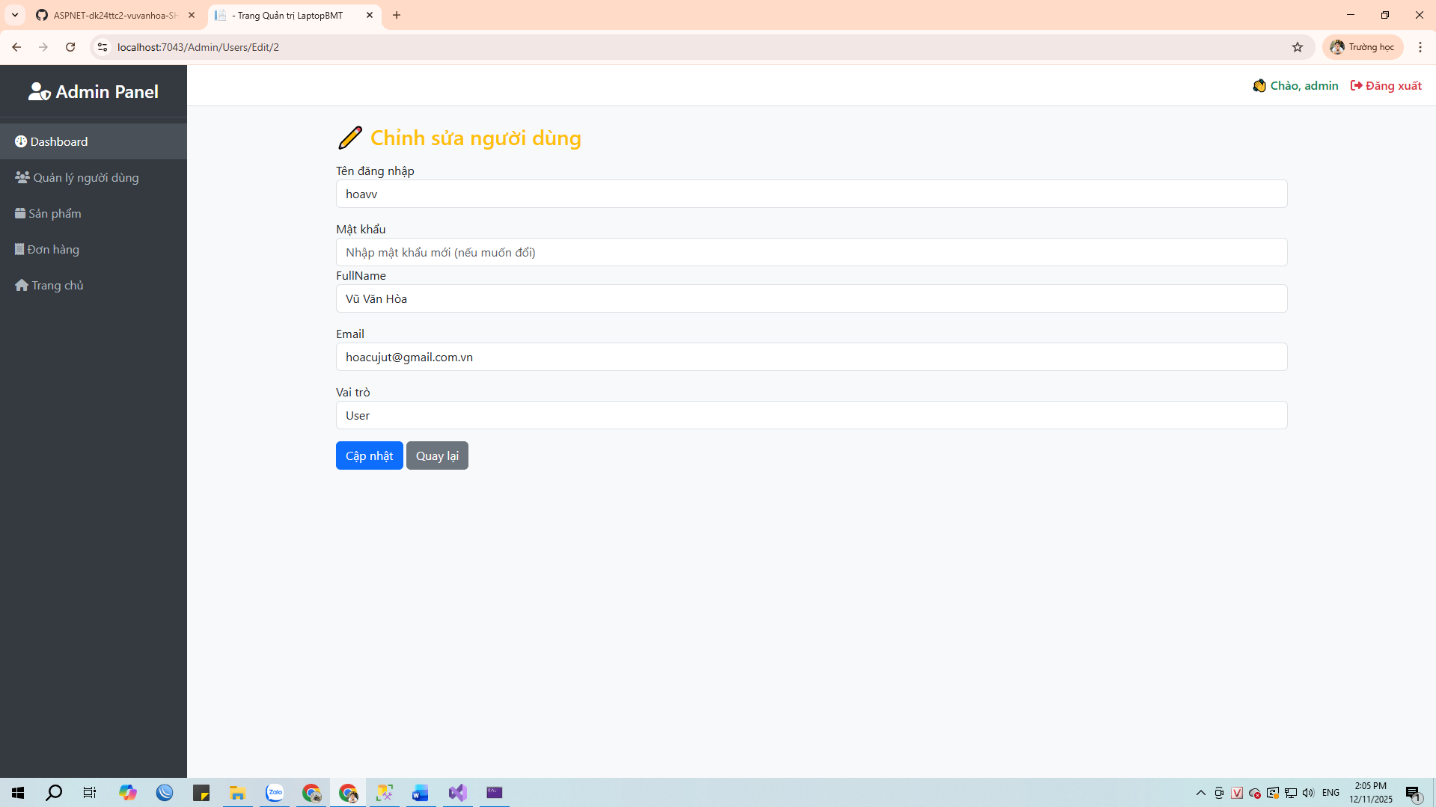 ASPNET-dk24ttc2-vuvanhoa-SH
- Trang Quản trị LaptopBMT
localhost:7043/Admin/Users/Edit/2
Trường học
Admin Panel
Chào, admin
Đăng xuất
Dashboard
Quản lý người dùng
Sản phẩm
Đơn hàng
Trang chủ
Chỉnh sửa người dùng
Tên đăng nhập
hoavv
Mật khẩu
Nhập mật khẩu mới (nếu muốn đổi)
FullName
Vũ Văn Hòa
Email
hoacujut@gmail.com.vn
Vai trò
User
Cập nhật
Quay lại
Zalo
ENG
2:05 PM
12/11/2025
1